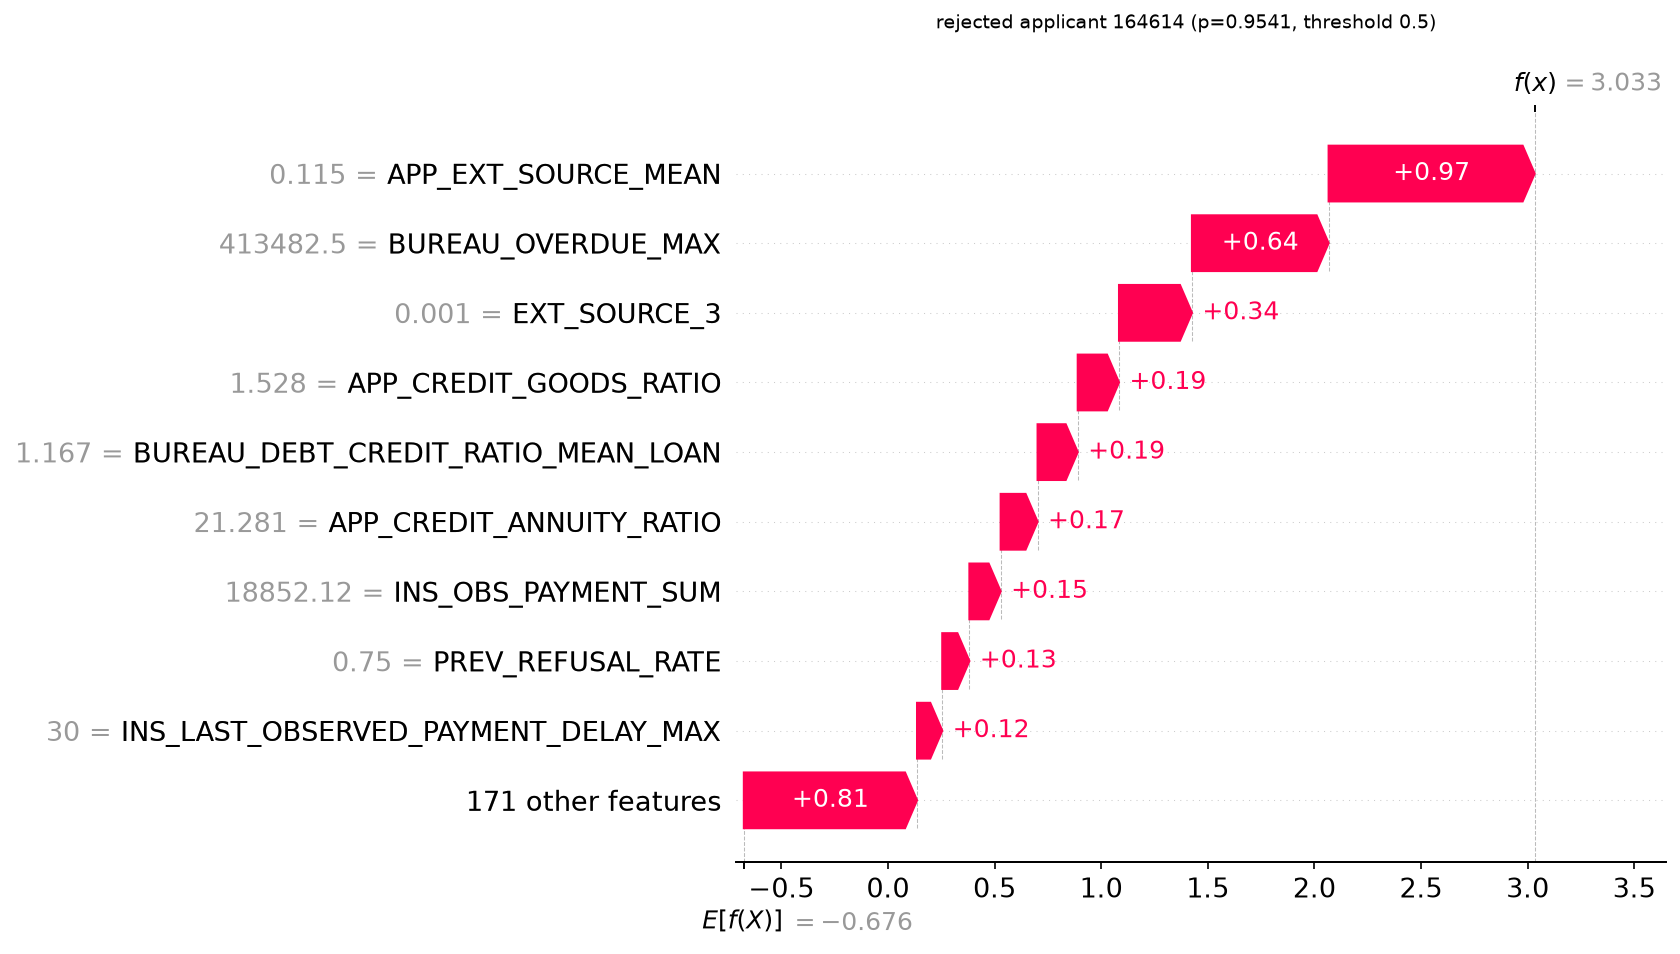 rejected applicant 164614 (p=0.9541, threshold 0.5)
f(x) = 3.033
0.115 = APP_EXT_SOURCE_MEAN +0.97
413482.5 = BUREAU_OVERDUE_MAX +0.64
0.001 = EXT_SOURCE_3 +0.34
1.528 = APP_CREDIT_GOODS_RATIO +0.19
1.167 = BUREAU_DEBT_CREDIT_RATIO_MEAN_LOAN +0.19
21.281 = APP_CREDIT_ANNUITY_RATIO +0.17
18852.12 = INS_OBS_PAYMENT_SUM +0.15
0.75 = PREV_REFUSAL_RATE +0.13
30 = INS_LAST_OBSERVED_PAYMENT_DELAY_MAX +0.12
171 other features +0.81
−0.5 0.0 0.5 1.0 1.5 2.0 2.5 3.0 3.5
E[f(X)] = −0.676